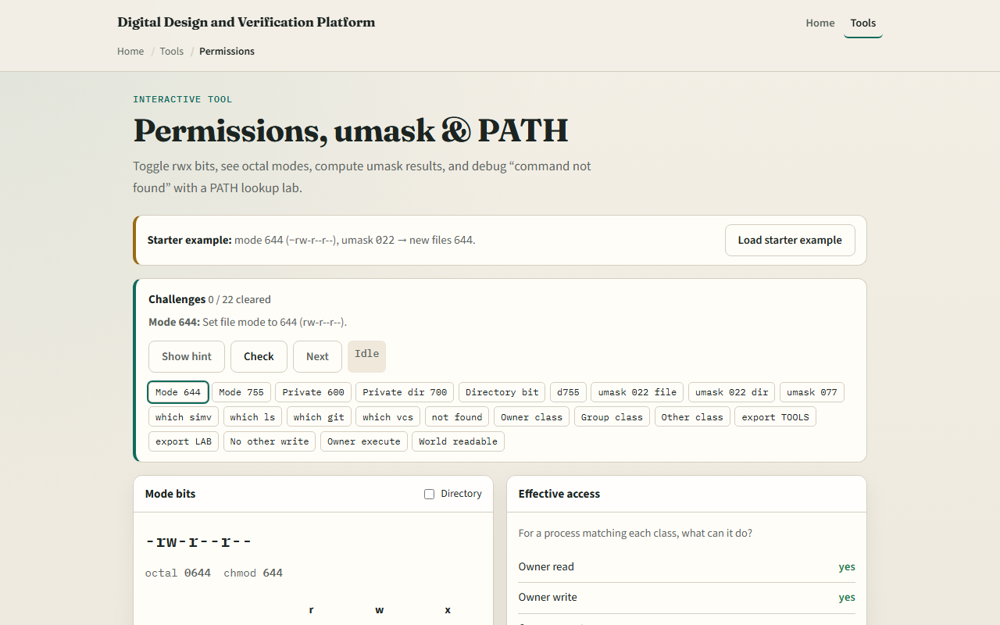 Digital Design and Verification Platform
Home
Tools
Home / Tools / Permissions
INTERACTIVE TOOL
Permissions, umask & PATH
Toggle rwx bits, see octal modes, compute umask results, and debug “command not
found” with a PATH lookup lab.
Starter example: mode 644 (−rw-r--r--), umask 022 → new files 644.
Load starter example
Challenges 0 / 22 cleared
Mode 644: Set file mode to 644 (rw-r--r--).
Show hint
Check
Next
Idle
Mode 644
Mode 755
Private 600
Private dir 700
Directory bit
d755
umask 022 file
umask 022 dir
umask 077
which simv
which ls
which git
which vcs
not found
Owner class
Group class
Other class
export TOOLS
export LAB
No other write
Owner execute
World readable
Mode bits
Directory
-rw-r--r--
octal 0644 chmod 644
r w x
Effective access
For a process matching each class, what can it do?
Owner read yes
Owner write yes